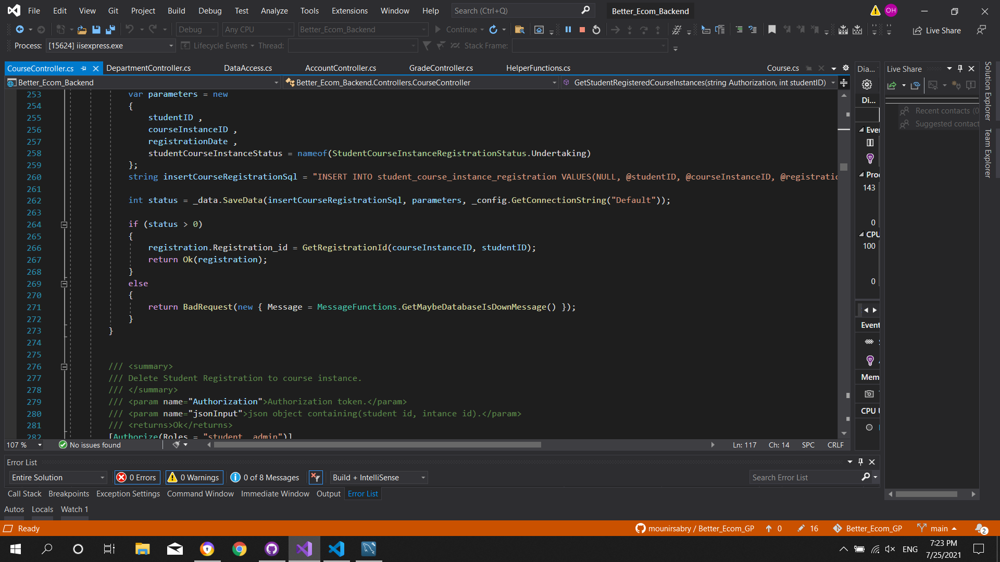 File Edit View Git Project Build Debug Test Analyze Tools Extensions Window Help Search (Ctrl+Q) Better_Ecom_Backend OH
Debug Any CPU Better_Ecom_Backend Continue Live Share
Process: [15624] iisexpress.exe Lifecycle Events Thread: Stack Frame:
CourseController.cs DepartmentController.cs DataAccess.cs AccountController.cs GradeController.cs HelperFunctions.cs Course.cs Dia... Live Share
Better_Ecom_Backend Better_Ecom_Backend.Controllers.CourseController GetStudentRegisteredCourseInstances(string Authorization, int studentID)
253 var parameters = new
254 {
255 studentID ,
256 courseInstanceID ,
257 registrationDate ,
258 studentCourseInstanceStatus = nameof(StudentCourseInstanceRegistrationStatus.Undertaking)
259 };
260 string insertCourseRegistrationSql = "INSERT INTO student_course_instance_registration VALUES(NULL, @studentID, @courseInstanceID, @registratio
261
262 int status = _data.SaveData(insertCourseRegistrationSql, parameters, _config.GetConnectionString("Default"));
263
264 if (status > 0)
265 {
266 registration.Registration_id = GetRegistrationId(courseInstanceID, studentID);
267 return Ok(registration);
268 }
269 else
270 {
271 return BadRequest(new { Message = MessageFunctions.GetMaybeDatabaseIsDownMessage() });
272 }
273 }
274
275
276 /// <summary>
277 /// Delete Student Registration to course instance.
278 /// </summary>
279 /// <param name="Authorization">Authorization token.</param>
280 /// <param name="jsonInput">json object containing(student id, intance id).</param>
281 /// <returns>Ok</returns>
282 [Authorize(Roles = "student, admin")]
Di...
Eve
Proc
143
0
CPU
100
0
Event
Mem
CPU U
Recent contacts (0
Suggested contact
Solution Explorer
Team Explorer
107 % No issues found Ln: 117 Ch: 14 SPC CRLF
Error List
Entire Solution 0 Errors 0 Warnings 0 of 8 Messages Build + IntelliSense Search Error List
Call Stack Breakpoints Exception Settings Command Window Immediate Window Output Error List
Autos Locals Watch 1
Ready mounirsabry / Better_Ecom_GP 0 16 Better_Ecom_GP main 2
ENG 7:23 PM
7/25/2021